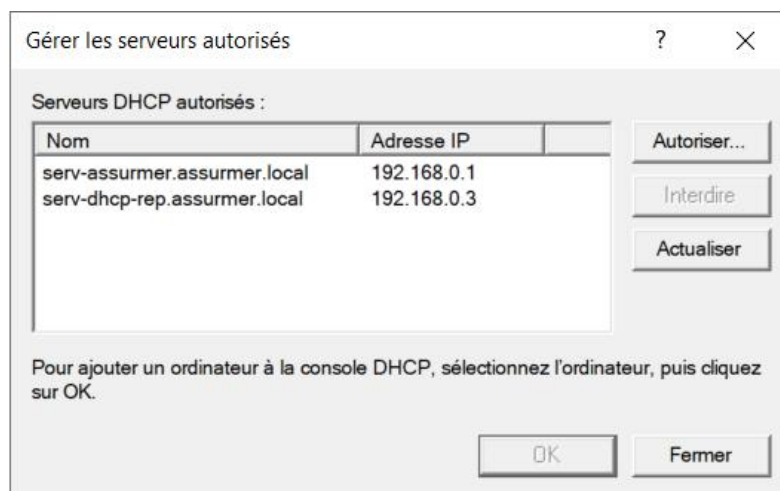 Gérer les serveurs autorisés ?
Serveurs DHCP autorisés :
Nom Adresse IP
serv-assurmer.assurmer.local 192.168.0.1
serv-dhcp-rep.assurmer.local 192.168.0.3
Autoriser...
Interdire
Actualiser
Pour ajouter un ordinateur à la console DHCP, sélectionnez l'ordinateur, puis cliquez
sur OK.
OK Fermer